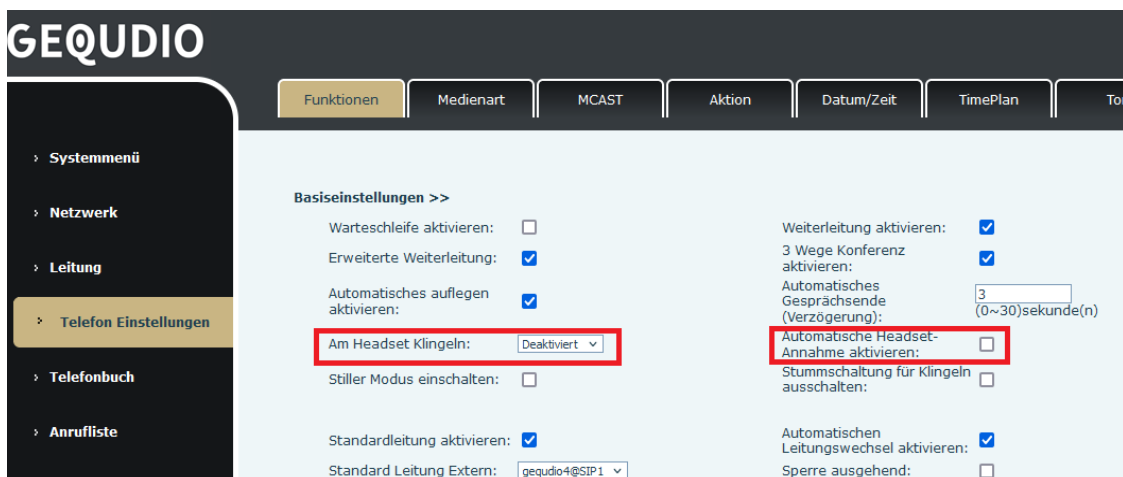 GEQUDIO
Funktionen
Medienart
MCAST
Aktion
Datum/Zeit
TimePlan
Systemmenü
Netzwerk
Leitung
Telefon Einstellungen
Telefonbuch
Anrufliste
Basiseinstellungen >>
Warteschleife aktivieren:
Weiterleitung aktivieren:
Erweiterte Weiterleitung:
3 Wege Konferenz
aktivieren:
Automatisches auflegen
aktivieren:
Automatisches
Gesprächsende
(Verzögerung):
3
(0~30)sekunde(n)
Am Headset Klingeln:
Deaktiviert
Automatische Headset-
Annahme aktivieren:
Stiller Modus einschalten:
Stummschaltung für Klingeln
ausschalten:
Standardleitung aktivieren:
Automatischen
Leitungswechsel aktivieren:
Standard Leitung Extern:
gequdio4@SIP1
Sperre ausgehend: